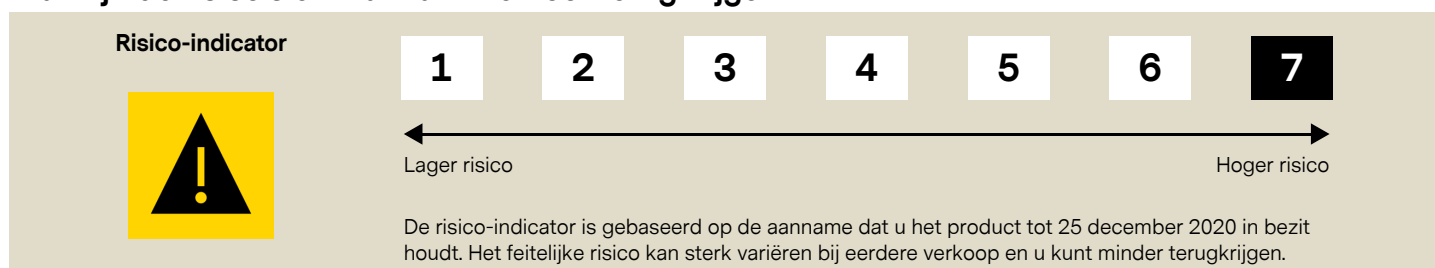 Risico-indicator
1 2 3 4 5 6 7
Lager risico Hoger risico
De risico-indicator is gebaseerd op de aanname dat u het product tot 25 december 2020 in bezit
houdt. Het feitelijke risico kan sterk variëren bij eerdere verkoop en u kunt minder terugkrijgen.